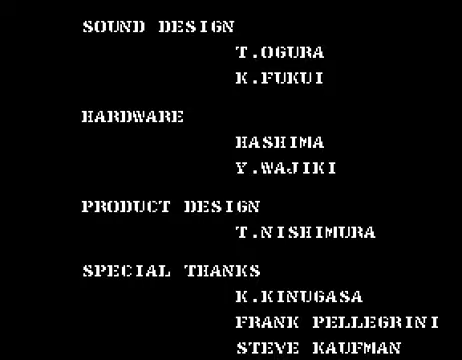 SOUND DESIGN
T.OGURA
K.FUKUI
HARDWARE
HASHIMA
Y.WAJIKI
PRODUCT DESIGN
T.NISHIMURA
SPECIAL THANKS
K.KINUGASA
FRANK PELLEGRINI
STEVE KAUFMAN